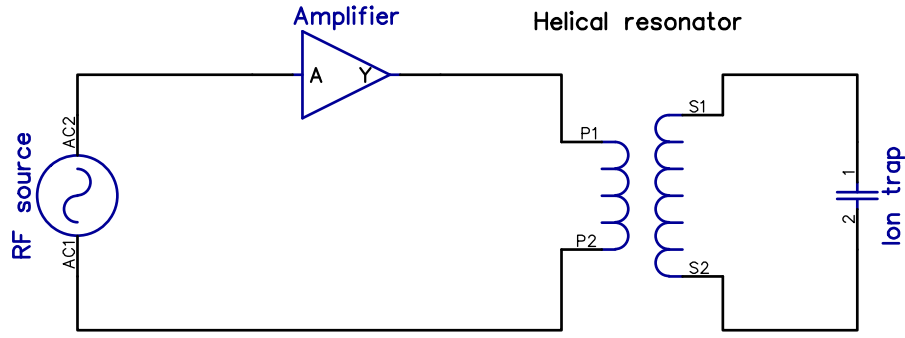 Amplifier
Helical resonator
A
Y
AC2
RF source
AC1
P1
P2
S1
S2
1
2
Ion trap